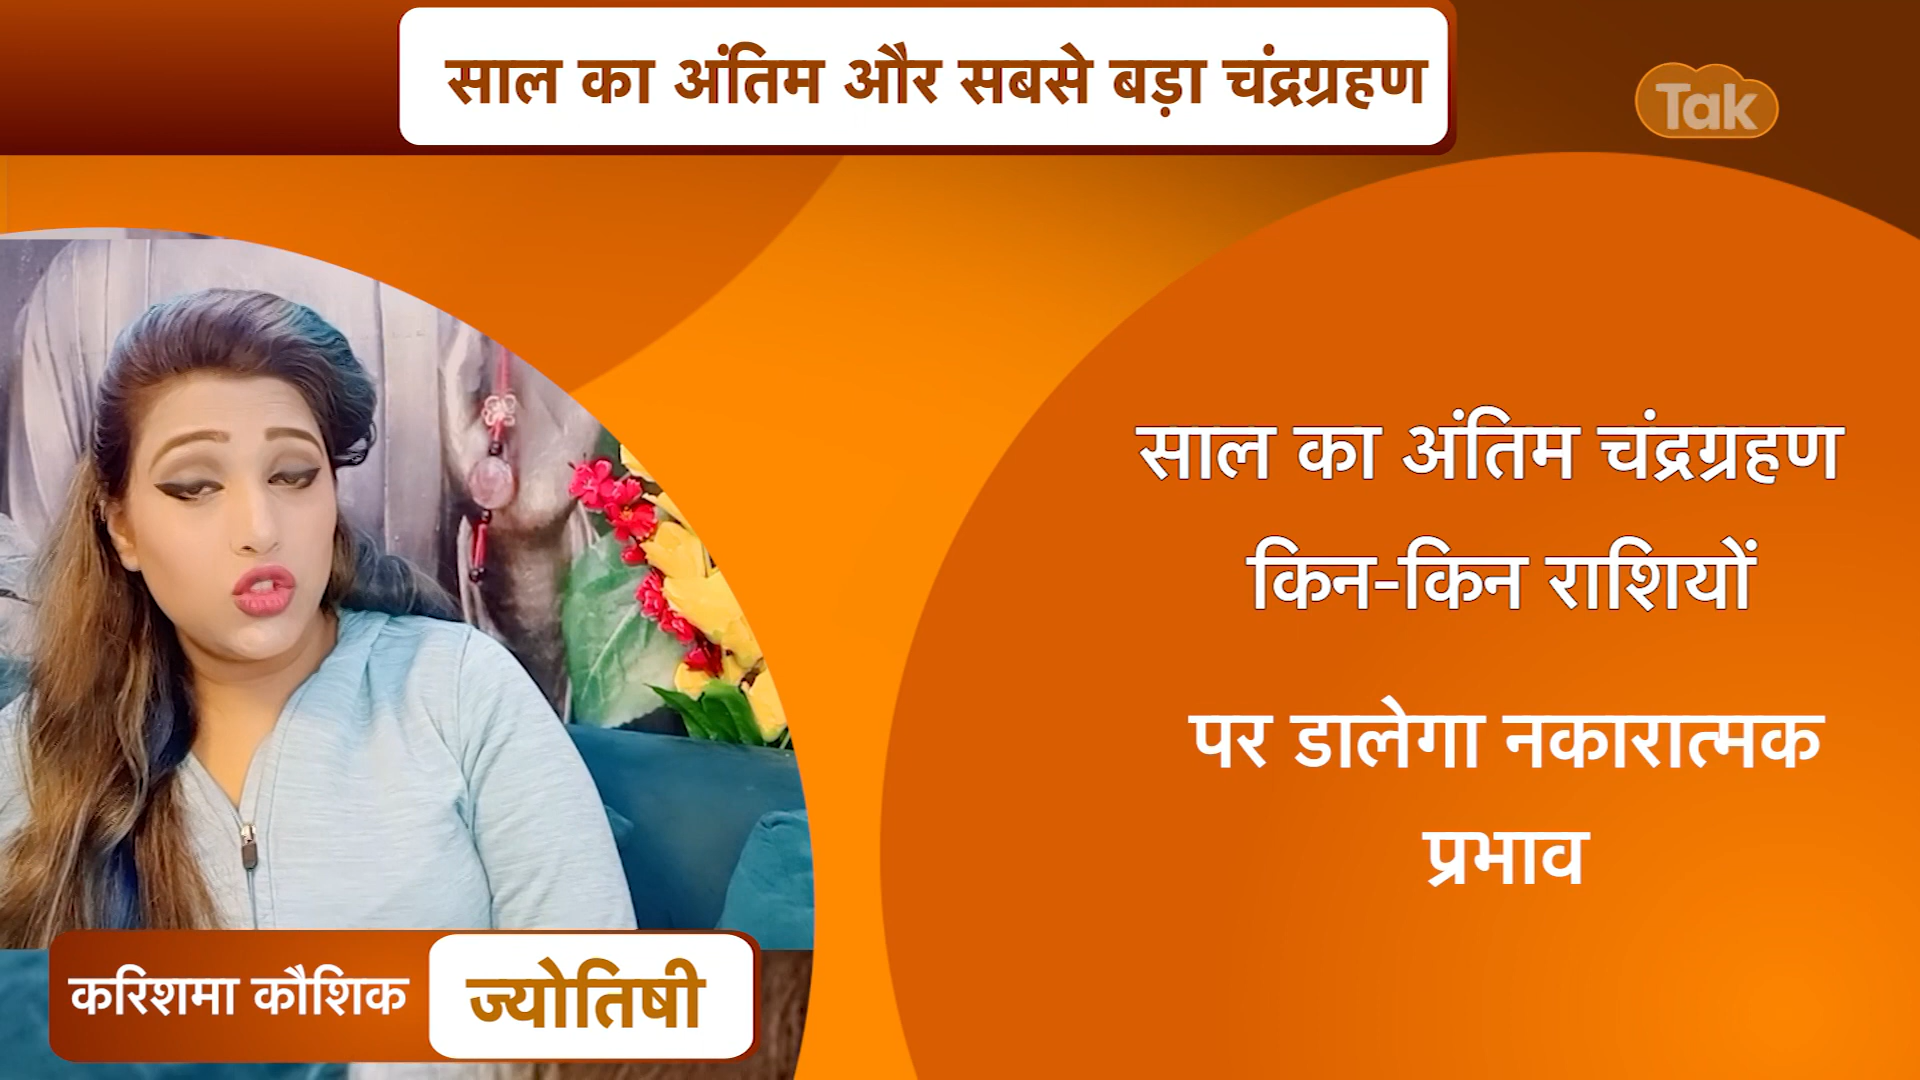 साल का अंतिम और सबसे बड़ा चंद्रग्रहण
Tak
साल का अंतिम चंद्रग्रहण
किन-किन राशियों
पर डालेगा नकारात्मक
प्रभाव
करिशमा कौशिक
ज्योतिषी